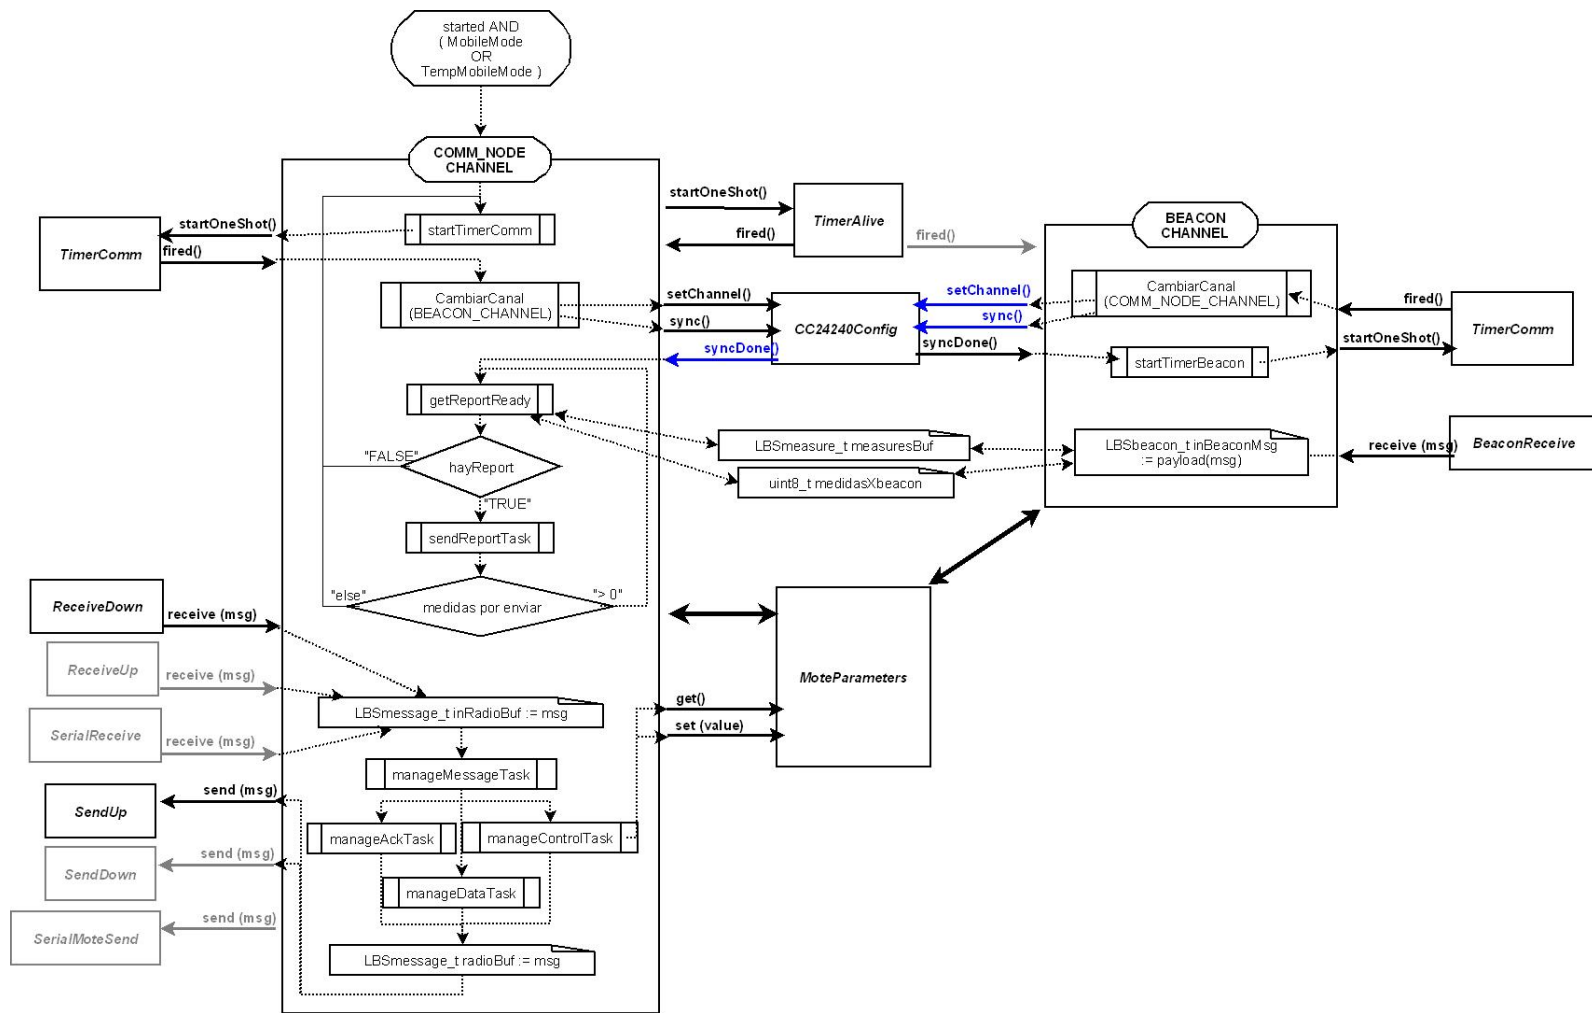 started AND
( MobileMode
OR
TempMobileMode )
COMM_NODE
CHANNEL
startOneShot()
fired()
TimerComm
startTimerComm
CambiarCanal
(BEACON_CHANNEL)
startOneShot()
fired()
TimerAlive
fired()
BEACON
CHANNEL
setChannel()
sync()
syncDone()
CC24240Config
setChannel()
sync()
syncDone()
CambiarCanal
(COMM_NODE_CHANNEL)
startTimerBeacon
fired()
startOneShot()
TimerComm
getReportReady
"FALSE"
hayReport
"TRUE"
sendReportTask
"else"
medidas por enviar
"> 0"
LBSmeasure_t measuresBuf
uint8_t medidasXbeacon
LBSbeacon_t inBeaconMsg
:= payload(msg)
receive (msg)
BeaconReceive
ReceiveDown
receive (msg)
ReceiveUp
receive (msg)
SerialReceive
receive (msg)
LBSmessage_t inRadioBuf := msg
get()
set (value)
MoteParameters
manageMessageTask
SendUp
send (msg)
manageAckTask
manageControlTask
SendDown
send (msg)
manageDataTask
SerialMoteSend
send (msg)
LBSmessage_t radioBuf := msg